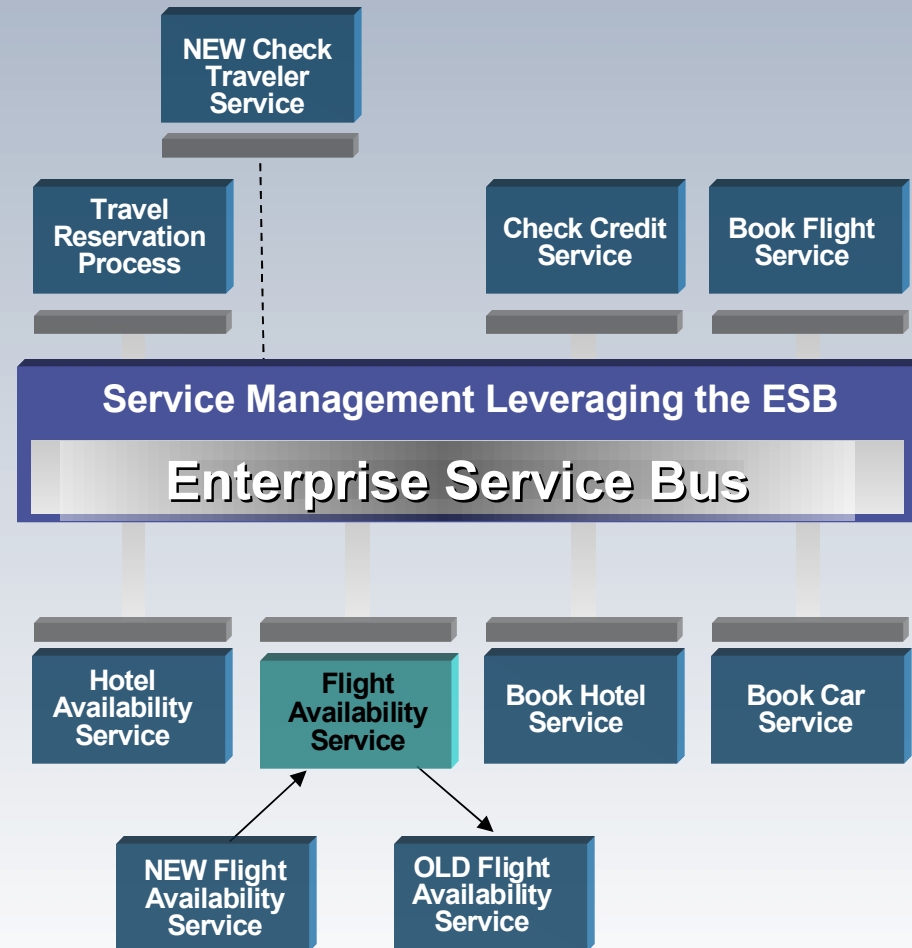 NEW Check
Traveler
Service
Travel
Reservation
Process
Check Credit
Service
Book Flight
Service
Service Management Leveraging the ESB
Enterprise Service Bus
Hotel
Availability
Service
Flight
Availability
Service
Book Hotel
Service
Book Car
Service
NEW Flight
Availability
Service
OLD Flight
Availability
Service